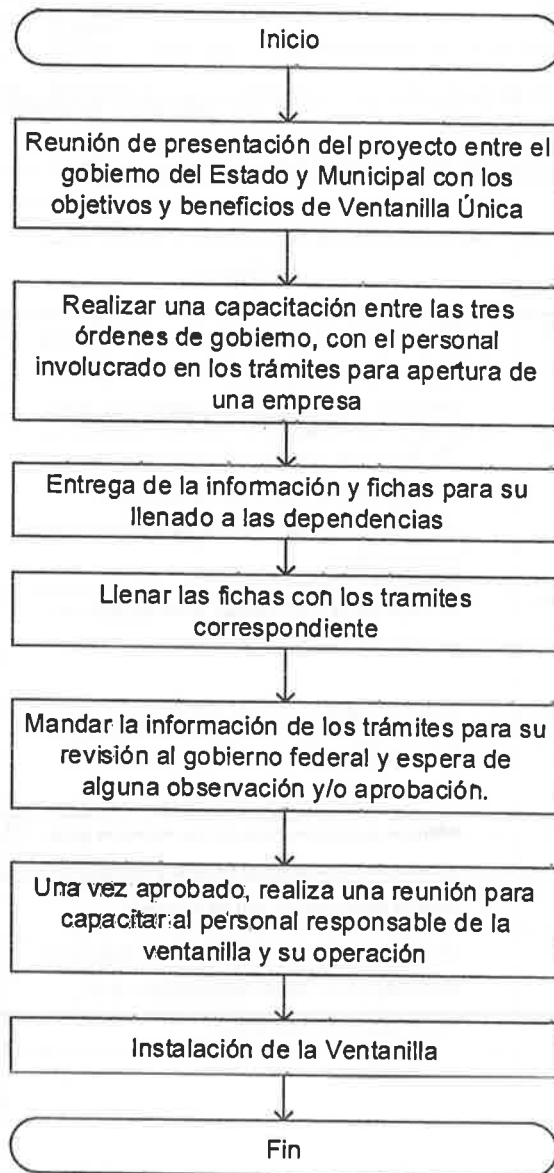 Inicio
Reunión de presentación del proyecto entre el
gobierno del Estado y Municipal con los
objetivos y beneficios de Ventanilla Única
Realizar una capacitación entre las tres
órdenes de gobierno, con el personal
involucrado en los trámites para apertura de
una empresa
Entrega de la información y fichas para su
llenado a las dependencias
Llenar las fichas con los tramites
correspondiente
Mandar la información de los trámites para su
revisión al gobierno federal y espera de
alguna observación y/o aprobación.
Una vez aprobado, realiza una reunión para
capacitar al personal responsable de la
ventanilla y su operación
Instalación de la Ventanilla
Fin